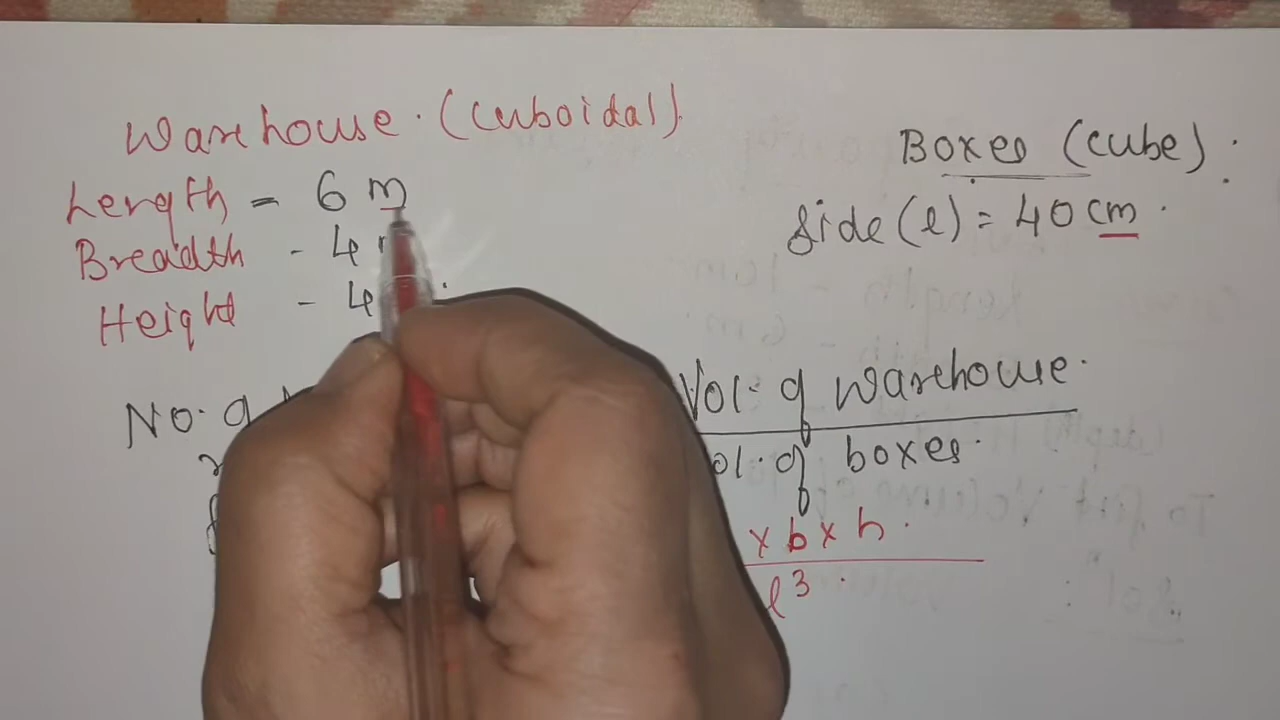 Warehouse. (cuboidal)
Length = 6 m
Breadth - 4
Height - 4
Boxes (cube).
Side (l) = 40 cm.
No. of
Vol. of warehouse.
of boxes.
x b x h.
l³.